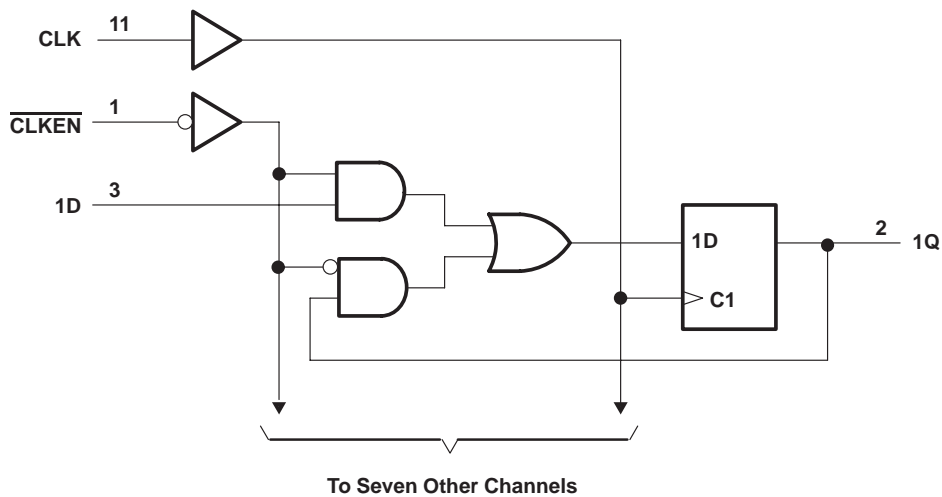 CLK 11
CLKEN 1
1D 3
1D
C1
2 1Q
To Seven Other Channels